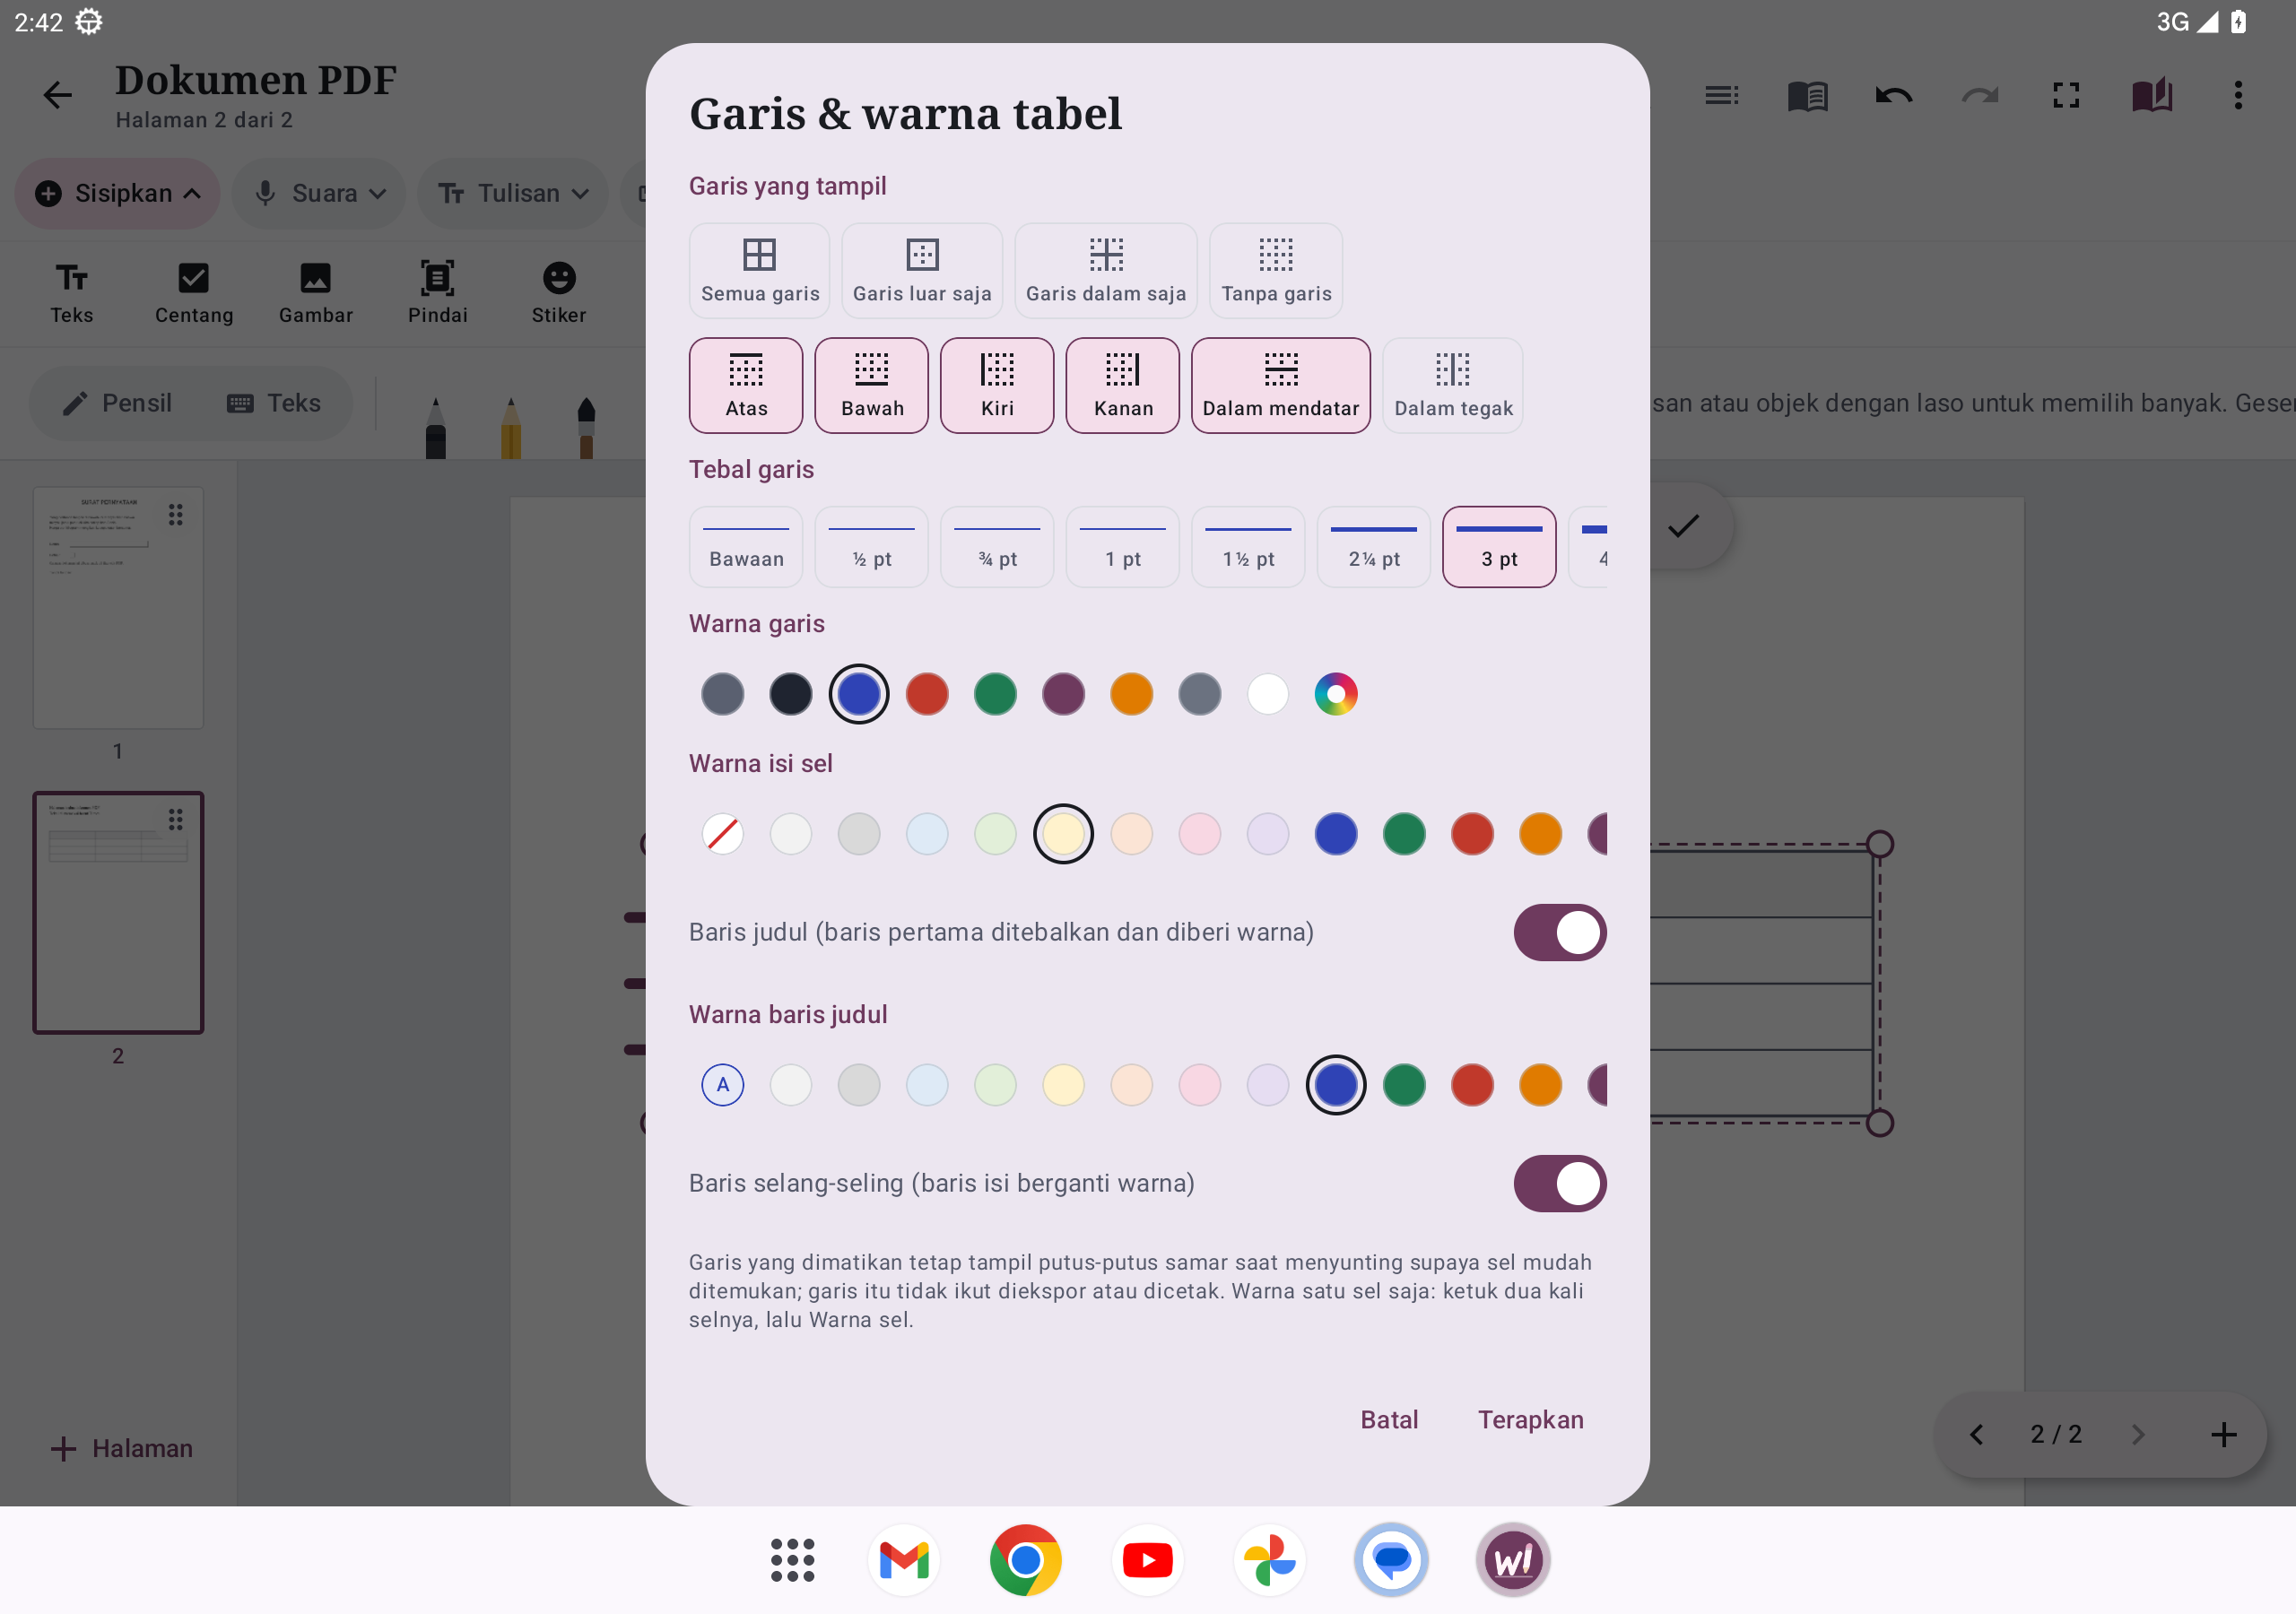 2:42
3G
Dokumen PDF
Halaman 2 dari 2
Sisipkan
Suara
Tulisan
Teks
Centang
Gambar
Pindai
Stiker
Pensil
Teks
san atau objek dengan laso untuk memilih banyak. Geser
SURAT PERNYATAAN
1
2
Halaman
Garis & warna tabel
Garis yang tampil
Semua garis
Garis luar saja
Garis dalam saja
Tanpa garis
Atas
Bawah
Kiri
Kanan
Dalam mendatar
Dalam tegak
Tebal garis
Bawaan
½ pt
¾ pt
1 pt
1½ pt
2¼ pt
3 pt
4
Warna garis
Warna isi sel
Baris judul (baris pertama ditebalkan dan diberi warna)
Warna baris judul
A
Baris selang-seling (baris isi berganti warna)
Garis yang dimatikan tetap tampil putus-putus samar saat menyunting supaya sel mudah
ditemukan; garis itu tidak ikut diekspor atau dicetak. Warna satu sel saja: ketuk dua kali
selnya, lalu Warna sel.
Batal
Terapkan
2 / 2